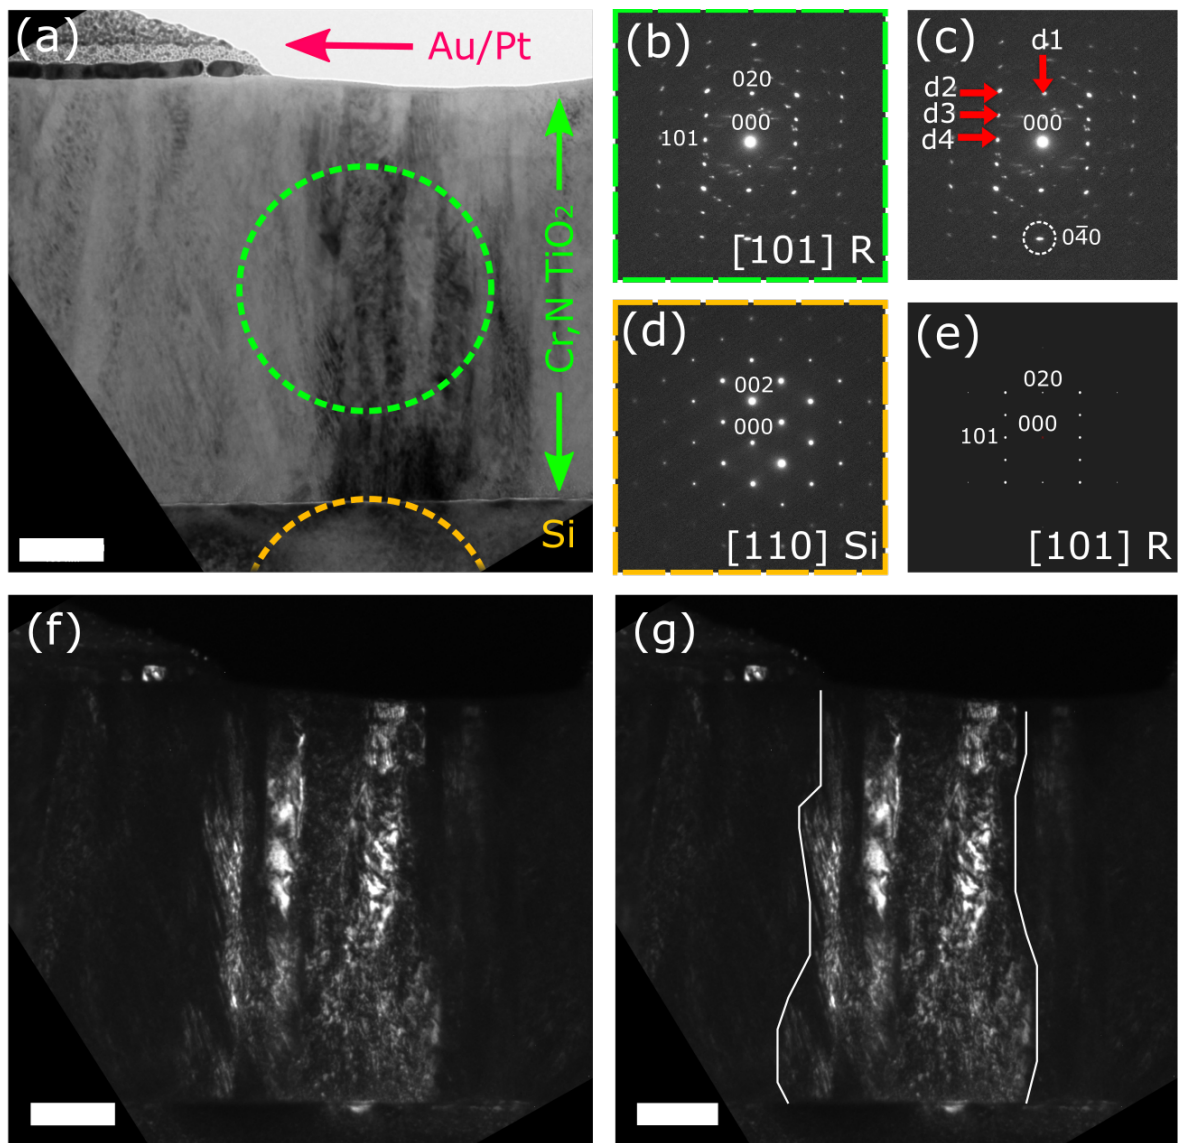 (a)
Au/Pt
Cr,N TiO₂
Si
(b)
020
000
101
[101] R
(c)
d1
d2
d3
d4
000
04̄0
(d)
002
000
[110] Si
(e)
020
000
101
[101] R
(f)
(g)